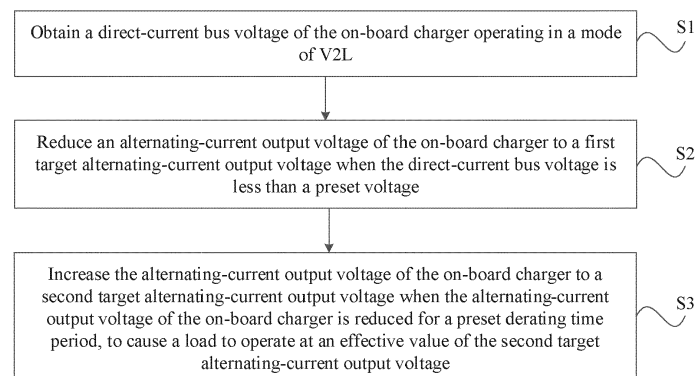 Obtain a direct-current bus voltage of the on-board charger operating in a mode
of V2L
S1
Reduce an alternating-current output voltage of the on-board charger to a first
target alternating-current output voltage when the direct-current bus voltage is
less than a preset voltage
S2
Increase the alternating-current output voltage of the on-board charger to a
second target alternating-current output voltage when the alternating-current
output voltage of the on-board charger is reduced for a preset derating time
period, to cause a load to operate at an effective value of the second target
alternating-current output voltage
S3